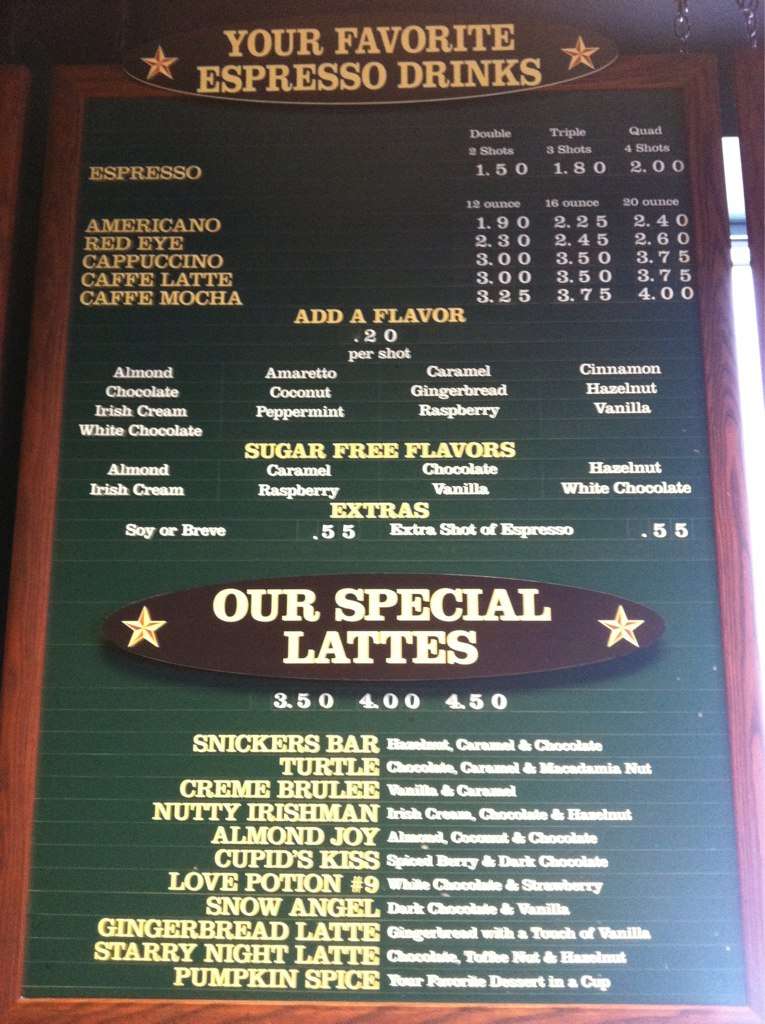 YOUR FAVORITE
ESPRESSO DRINKS
Double Triple Quad
2 Shots 3 Shots 4 Shots
ESPRESSO 1.50 1.80 2.00
12 ounce 16 ounce 20 ounce
AMERICANO 1.90 2.25 2.40
RED EYE 2.30 2.45 2.60
CAPPUCCINO 3.00 3.50 3.75
CAFFE LATTE 3.00 3.50 3.75
CAFFE MOCHA 3.25 3.75 4.00
ADD A FLAVOR
.20
per shot
Almond Amaretto Caramel Cinnamon
Chocolate Coconut Gingerbread Hazelnut
Irish Cream Peppermint Raspberry Vanilla
White Chocolate
SUGAR FREE FLAVORS
Almond Caramel Chocolate Hazelnut
Irish Cream Raspberry Vanilla White Chocolate
EXTRAS
Soy or Breve .55 Extra Shot of Espresso .55
OUR SPECIAL
LATTES
3.50 4.00 4.50
SNICKERS BAR Hazelnut, Caramel & Chocolate
TURTLE Chocolate, Caramel & Macadamia Nut
CREME BRULEE Vanilla & Caramel
NUTTY IRISHMAN Irish Cream, Chocolate & Hazelnut
ALMOND JOY Almond, Coconut & Chocolate
CUPID'S KISS Spiced Berry & Dark Chocolate
LOVE POTION #9 White Chocolate & Strawberry
SNOW ANGEL Dark Chocolate & Vanilla
GINGERBREAD LATTE Gingerbread with a Touch of Vanilla
STARRY NIGHT LATTE Chocolate, Toffee Nut & Hazelnut
PUMPKIN SPICE Your Favorite Dessert in a Cup